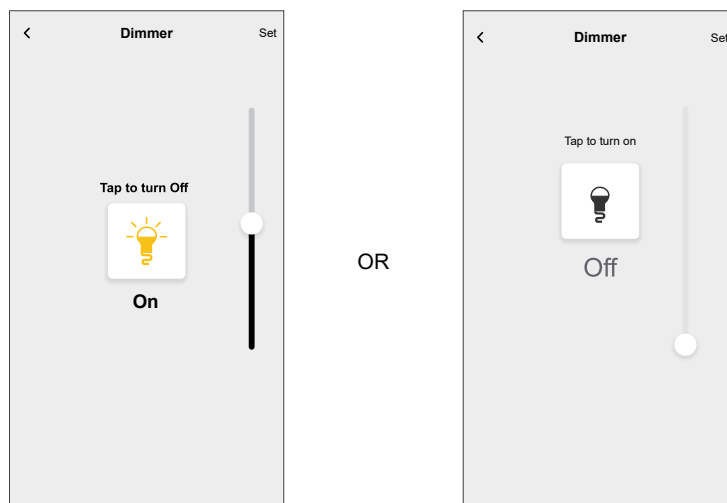 Dimmer
Set
Tap to turn Off
On
OR
Dimmer
Set
Tap to turn on
Off